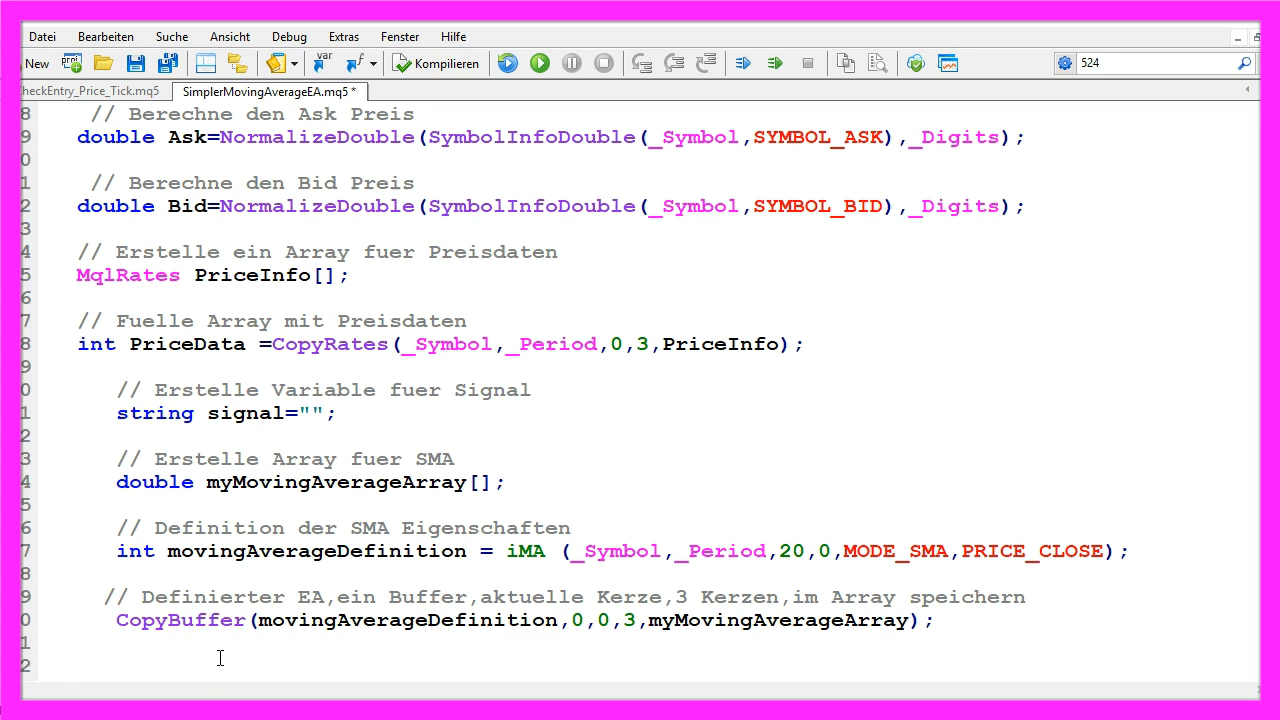 Datei Bearbeiten Suche Ansicht Debug Extras Fenster Hilfe
New proj var Kompilieren 524
heckEntry_Price_Tick.mq5 SimplerMovingAverageEA.mq5 *
8 // Berechne den Ask Preis
9 double Ask=NormalizeDouble(SymbolInfoDouble(_Symbol,SYMBOL_ASK),_Digits);
0
1 // Berechne den Bid Preis
2 double Bid=NormalizeDouble(SymbolInfoDouble(_Symbol,SYMBOL_BID),_Digits);
3
4 // Erstelle ein Array fuer Preisdaten
5 MqlRates PriceInfo[];
6
7 // Fuelle Array mit Preisdaten
8 int PriceData =CopyRates(_Symbol,_Period,0,3,PriceInfo);
9
0 // Erstelle Variable fuer Signal
1 string signal="";
2
3 // Erstelle Array fuer SMA
4 double myMovingAverageArray[];
5
6 // Definition der SMA Eigenschaften
7 int movingAverageDefinition = iMA (_Symbol,_Period,20,0,MODE_SMA,PRICE_CLOSE);
8
9 // Definierter EA,ein Buffer,aktuelle Kerze,3 Kerzen,im Array speichern
0 CopyBuffer(movingAverageDefinition,0,0,3,myMovingAverageArray);
1
2